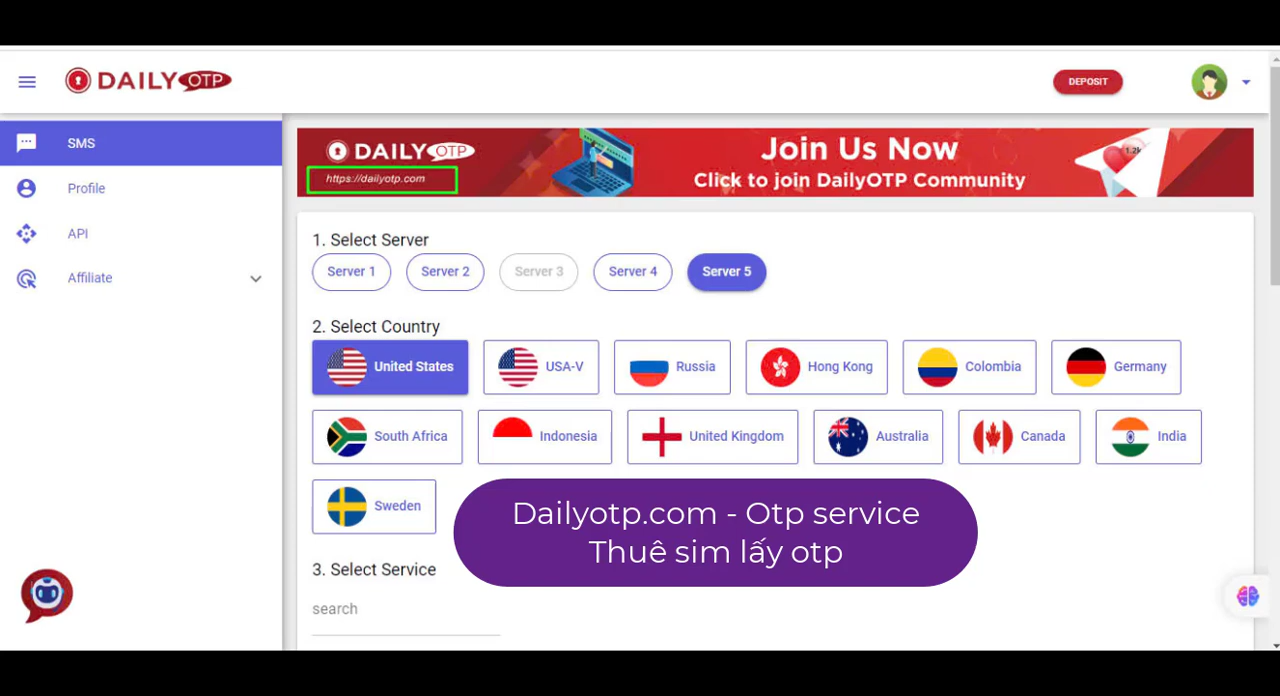 DAILY OTP
DEPOSIT
SMS
Profile
API
Affiliate
DAILY OTP
https://dailyotp.com
Join Us Now
Click to join DailyOTP Community
1.2k
1. Select Server
Server 1
Server 2
Server 3
Server 4
Server 5
2. Select Country
United States
USA-V
Russia
Hong Kong
Colombia
Germany
South Africa
Indonesia
United Kingdom
Australia
Canada
India
Sweden
Dailyotp.com - Otp service
Thuê sim lấy otp
3. Select Service
search